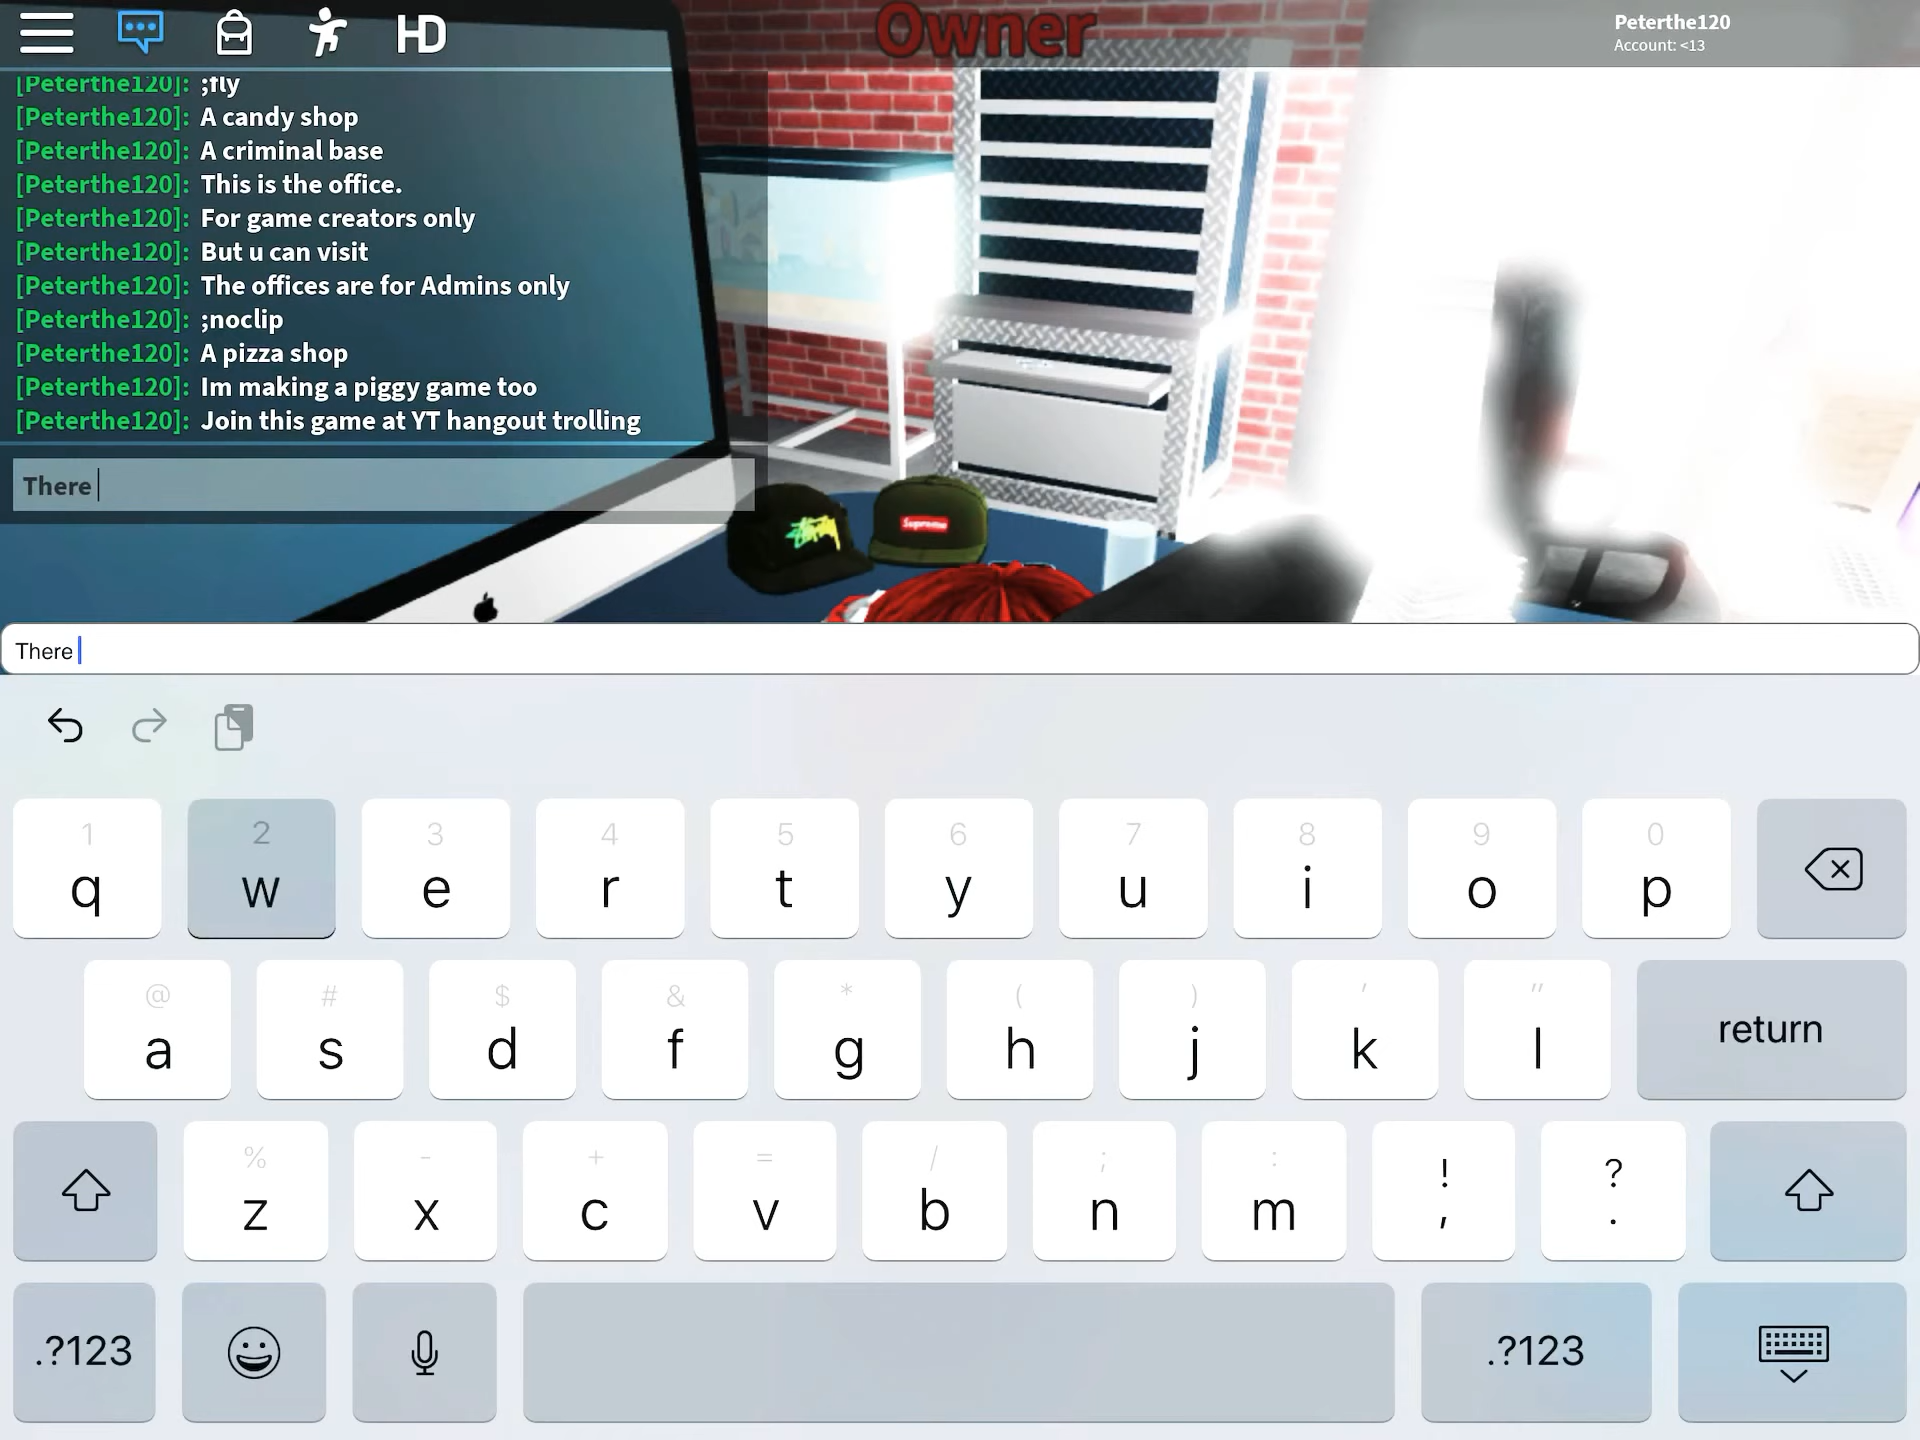 HD
Owner
Peterthe120
Account: <13
[Peterthe120]: ;fly
[Peterthe120]: A candy shop
[Peterthe120]: A criminal base
[Peterthe120]: This is the office.
[Peterthe120]: For game creators only
[Peterthe120]: But u can visit
[Peterthe120]: The offices are for Admins only
[Peterthe120]: ;noclip
[Peterthe120]: A pizza shop
[Peterthe120]: Im making a piggy game too
[Peterthe120]: Join this game at YT hangout trolling
There
Supreme
There
1 2 3 4 5 6 7 8 9 0
q w e r t y u i o p
@ # $ & * ( ) ' "
a s d f g h j k l return
% - + = / ; : ! ?
z x c v b n m , .
.?123 .?123